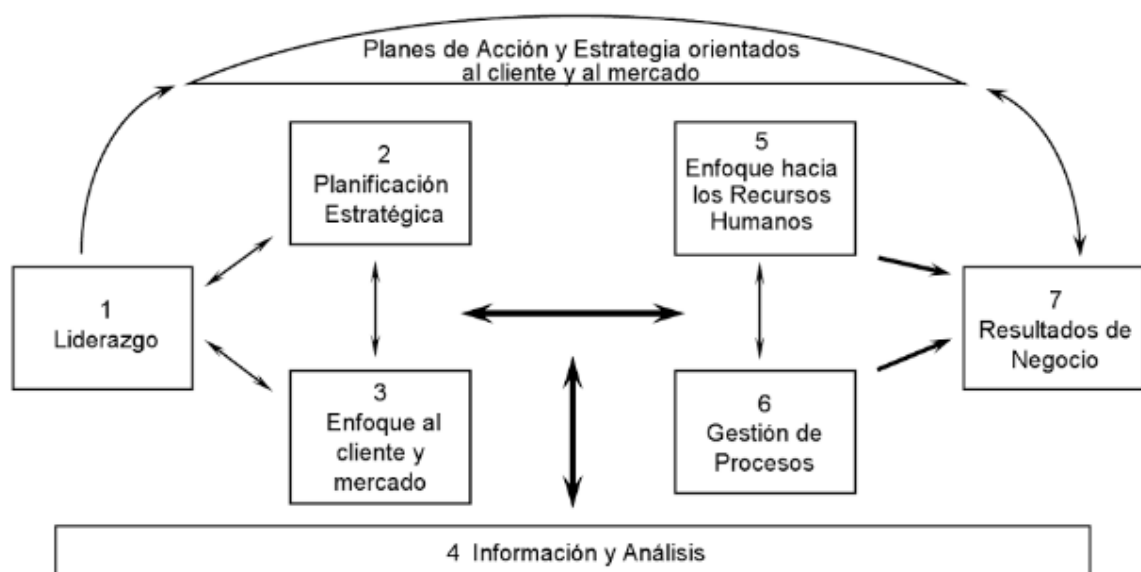 Planes de Acción y Estrategia orientados
al cliente y al mercado
2
Planificación
Estratégica
5
Enfoque hacia
los Recursos
Humanos
1
Liderazgo
7
Resultados de
Negocio
3
Enfoque al
cliente y
mercado
6
Gestión de
Procesos
4 Información y Análisis